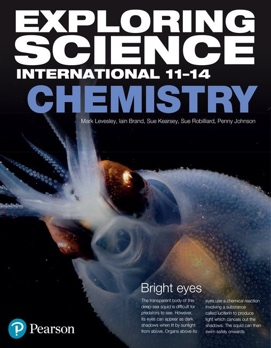 EXPLORING
SCIENCE
INTERNATIONAL 11-14
CHEMISTRY
Mark Levesley, Iain Brand, Sue Kearsey, Sue Robilliard, Penny Johnson
Bright eyes
The transparent body of the
deep-sea squid is difficult for
predators to see. However,
its eyes can appear as dark
shadows when lit by sunlight
from above. Organs above its
eyes use a chemical reaction
involving a substance
called luciferin to produce
light which cancels out the
shadows. The squid can then
swim safely onwards
Pearson